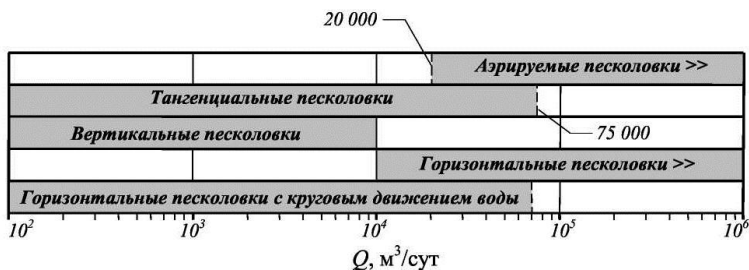 20 000
Аэрируемые песколовки >>
Тангенциальные песколовки
Вертикальные песколовки
75 000
Горизонтальные песколовки >>
Горизонтальные песколовки с круговым движением воды
10² 10³ 10⁴ 10⁵ 10⁶
Q, м³/сут